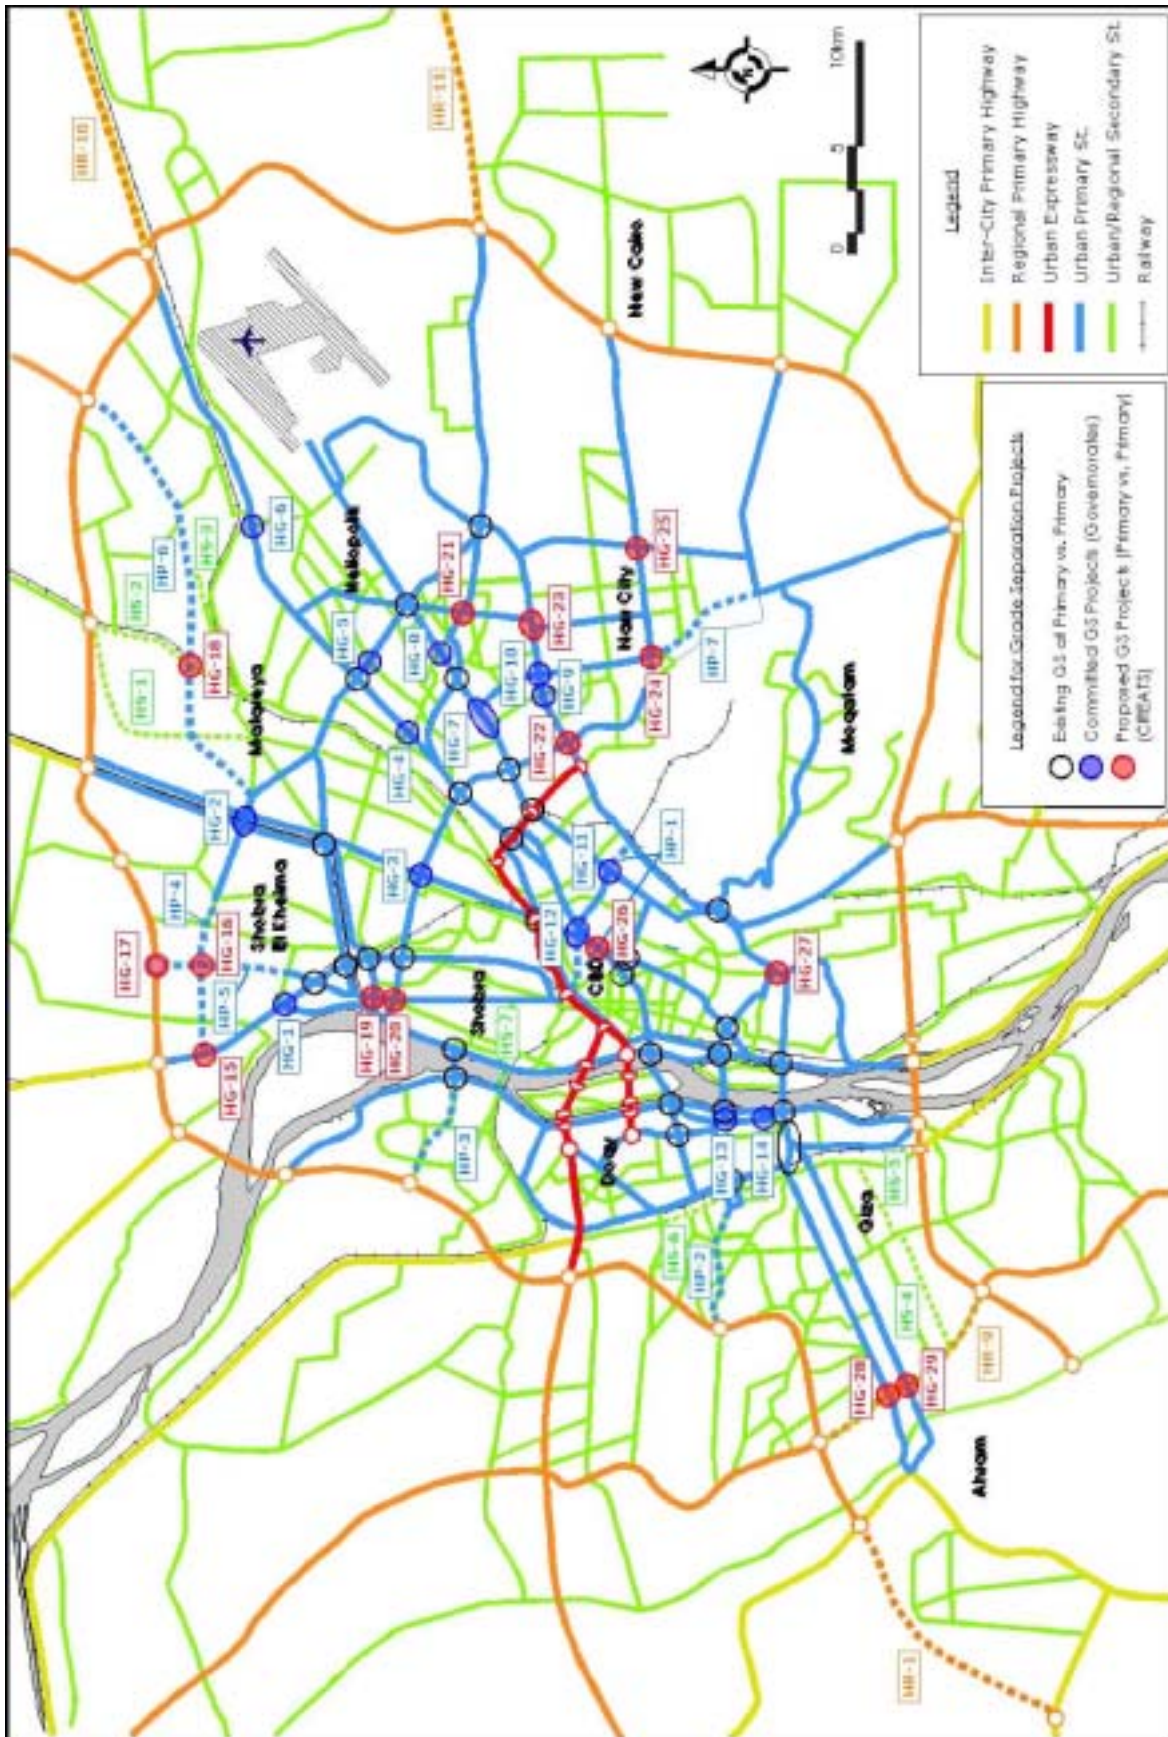 HR-10
HR-11
HS-2
HS-3
HP-6
HS-1
HG-18
HG-6
Matareya
Heliopolis
HG-2
HG-5
HG-8
HG-21
HG-10
HG-23
HG-9
Nasr City
HG-25
HG-24
HP-7
New Cairo
HG-4
HG-7
HG-22
HP-4
Shobra
El Kheima
HG-3
HG-11
HP-1
Moqatam
HG-17
HG-16
HP-5
HG-1
HG-15
HG-19
HG-20
Shobra
HG-12
CBD
HG-26
HG-27
HS-7
HP-3
Doqqy
HG-13
HG-14
HS-6
HP-2
Giza
HS-5
HS-4
HR-9
HG-28
HG-29
Ahram
HR-1
N
0
5
10km
Legend
Inter-City Primary Highway
Regional Primary Highway
Urban Expressway
Urban Primary St.
Urban/Regional Secondary St.
Railway
Legend for Grade Separation Projects
Existing GS at Primary vs. Primary
Committed GS Projects (Governorates)
Proposed GS Projects (Primary vs. Primary)
(CREATS)